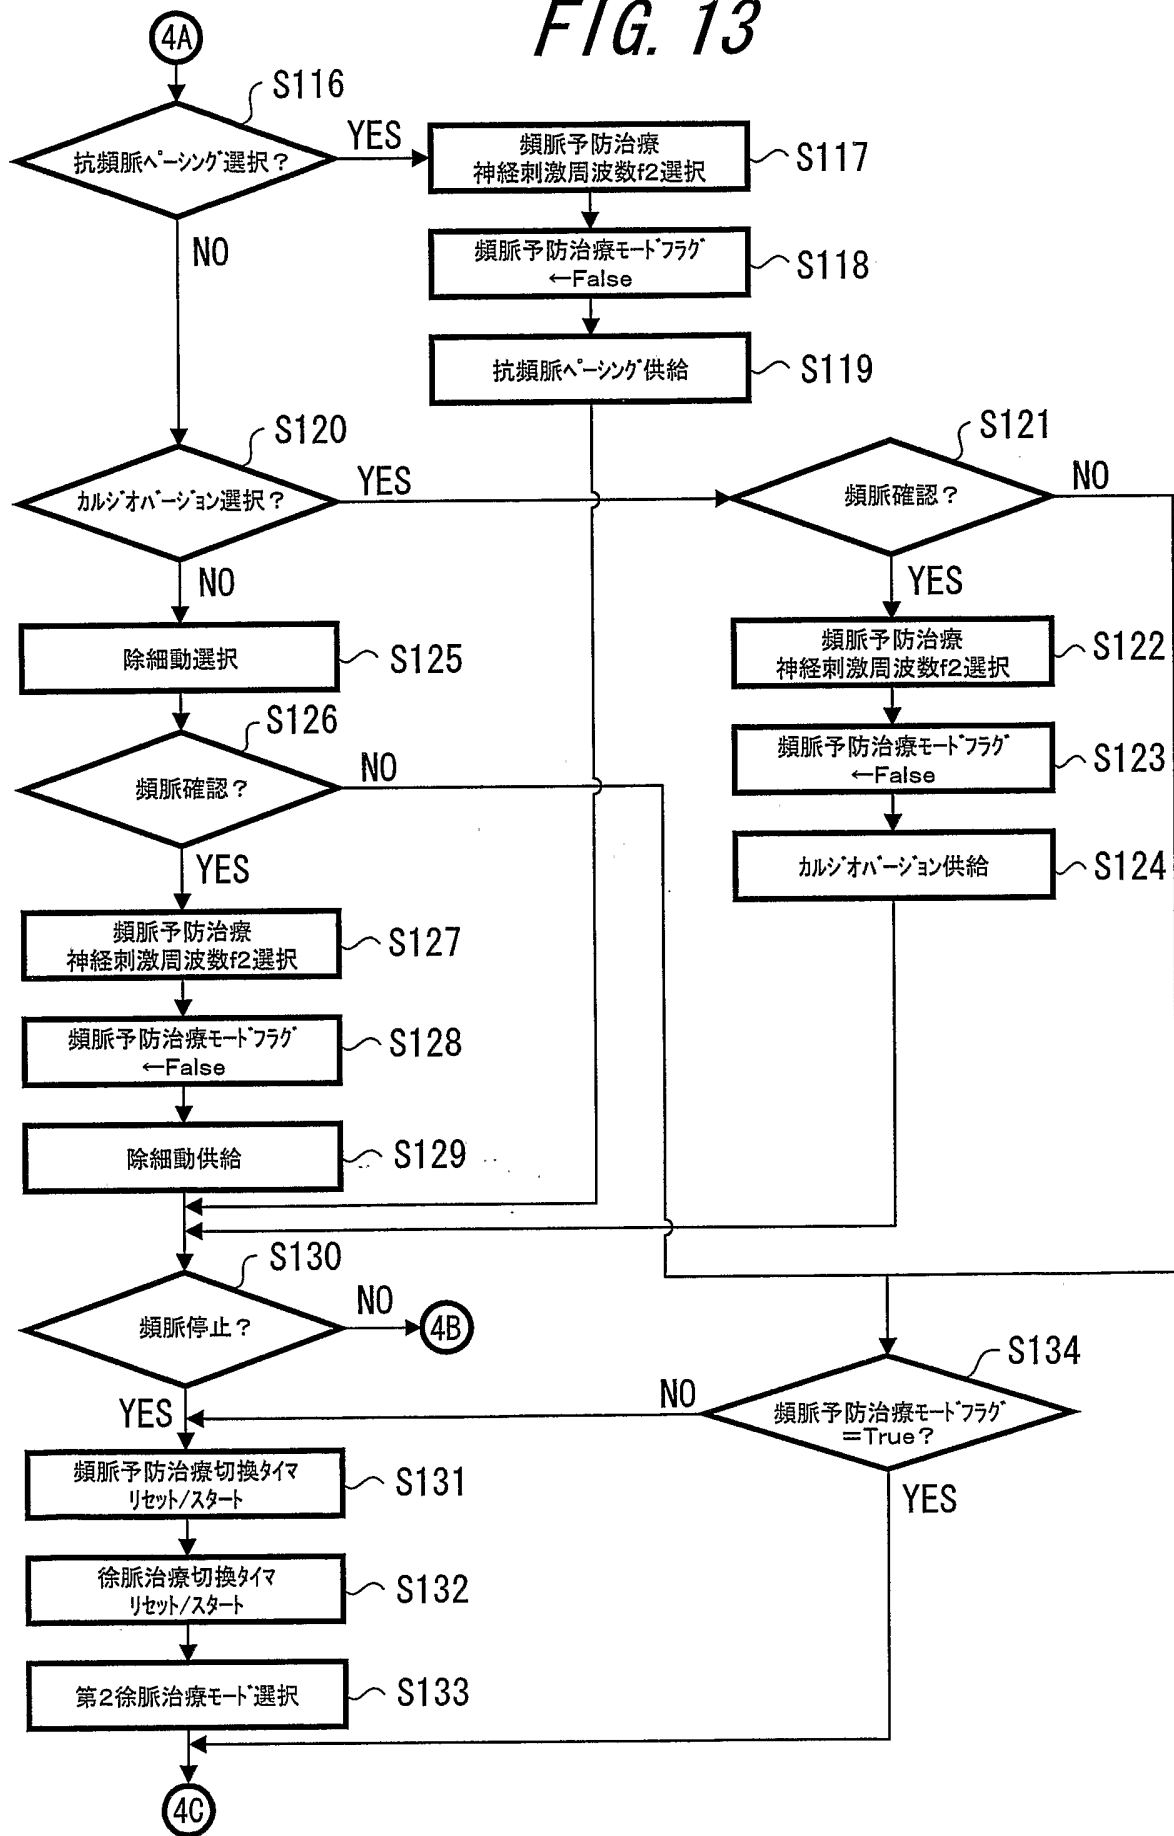 FIG. 13
4A
S116
抗頻脈ペーシング選択?
YES
NO
頻脈予防治療
神経刺激周波数f2選択
S117
頻脈予防治療モードフラグ
←False
S118
抗頻脈ペーシング供給
S119
S120
カルジオバージョン選択?
YES
NO
S121
頻脈確認?
NO
YES
頻脈予防治療
神経刺激周波数f2選択
S122
頻脈予防治療モードフラグ
←False
S123
カルジオバージョン供給
S124
除細動選択
S125
S126
頻脈確認?
NO
YES
頻脈予防治療
神経刺激周波数f2選択
S127
頻脈予防治療モードフラグ
←False
S128
除細動供給
S129
S130
頻脈停止?
NO
4B
YES
S134
頻脈予防治療モードフラグ
=True?
NO
YES
頻脈予防治療切換タイマ
リセット/スタート
S131
徐脈治療切換タイマ
リセット/スタート
S132
第2徐脈治療モード選択
S133
4C